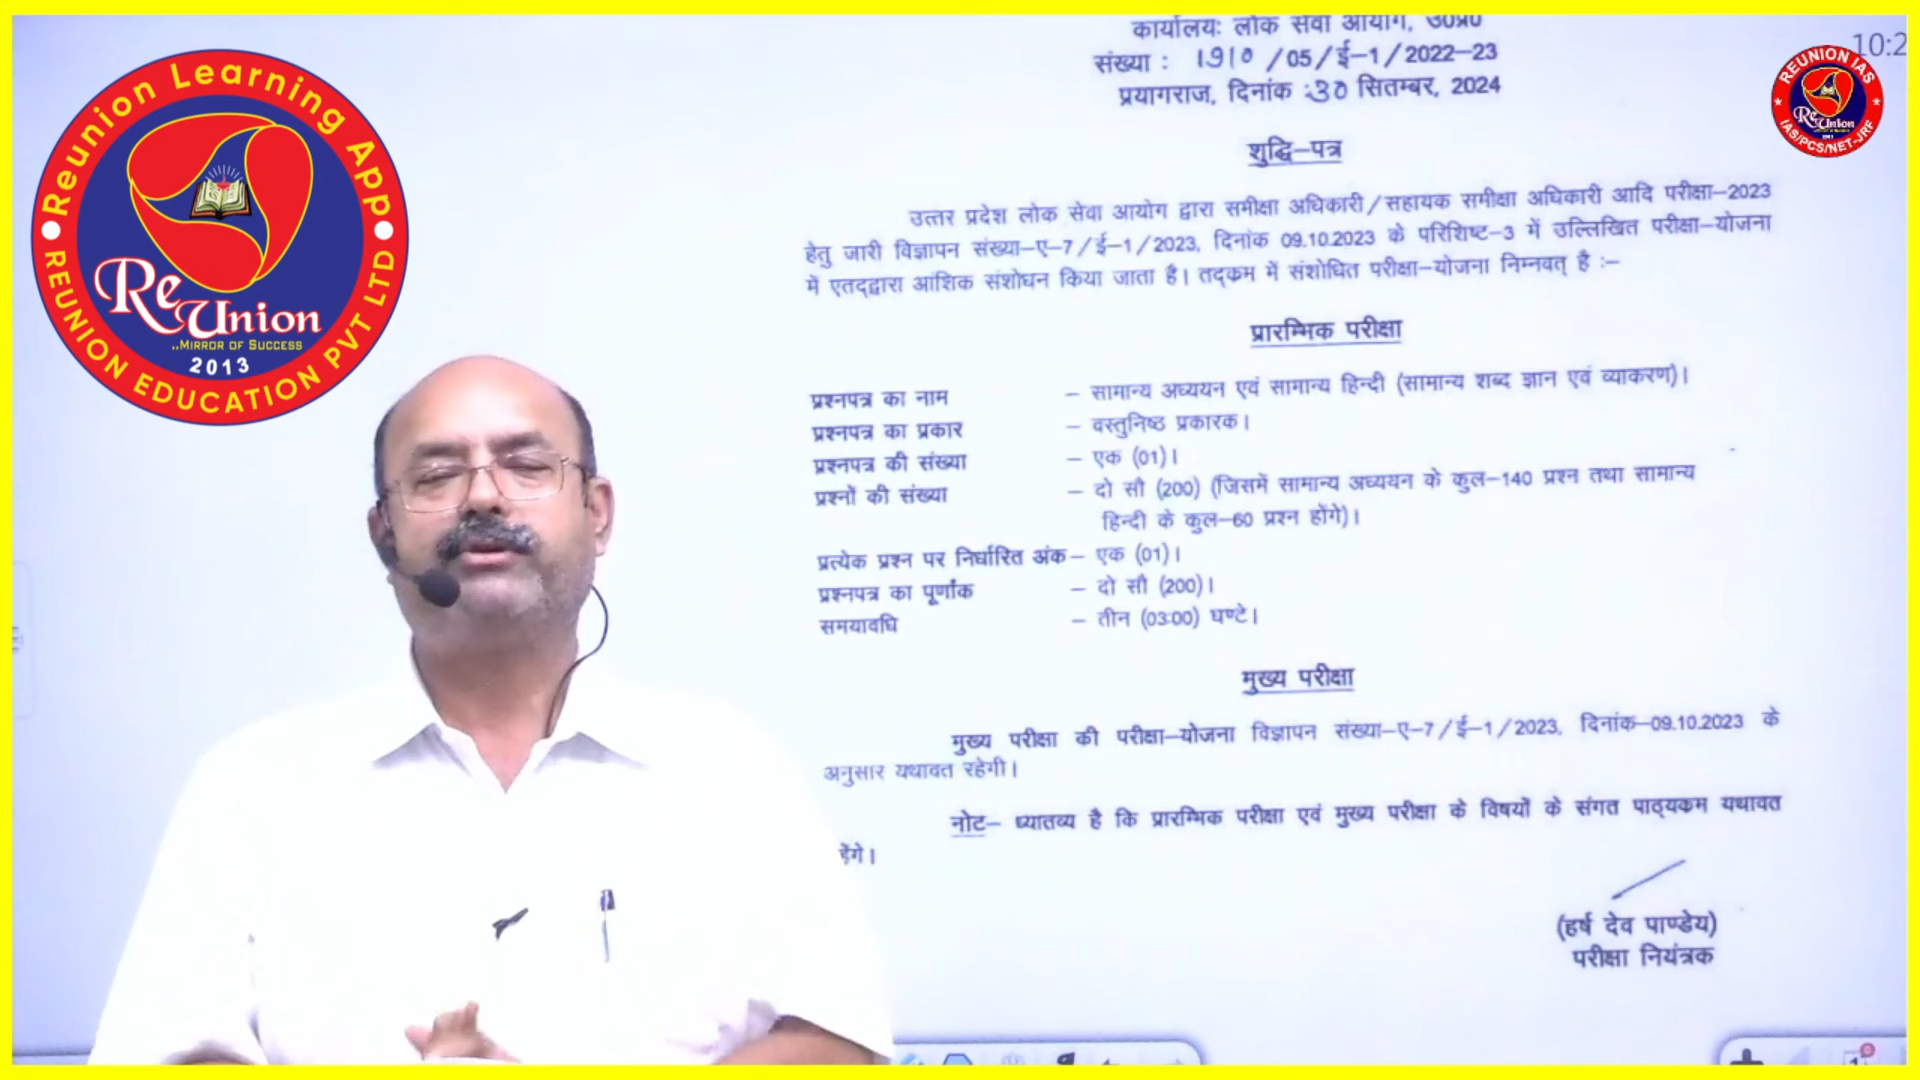 Reunion Learning App
REUNION EDUCATION PVT LTD
Re
Union
..MIRROR OF SUCCESS
2013
कार्यालयः लोक सेवा आयोग, उ0प्र0
संख्या : 1910 /05/ई-1/2022-23
प्रयागराज, दिनांक :30 सितम्बर, 2024
10:2
REUNION IAS
Re
Union
IAS/PCS/NET-JRF
शुद्धि-पत्र
उत्तर प्रदेश लोक सेवा आयोग द्वारा समीक्षा अधिकारी/सहायक समीक्षा अधिकारी आदि परीक्षा-2023
हेतु जारी विज्ञापन संख्या-ए-7/ई-1/2023, दिनांक 09.10.2023 के परिशिष्ट-3 में उल्लिखित परीक्षा-योजना
में एतद्द्वारा आंशिक संशोधन किया जाता है। तद्क्रम में संशोधित परीक्षा-योजना निम्नवत् है :-
प्रारम्भिक परीक्षा
प्रश्नपत्र का नाम - सामान्य अध्ययन एवं सामान्य हिन्दी (सामान्य शब्द ज्ञान एवं व्याकरण)।
प्रश्नपत्र का प्रकार - वस्तुनिष्ठ प्रकारक।
प्रश्नपत्र की संख्या - एक (01)।
प्रश्नों की संख्या - दो सौ (200) (जिसमें सामान्य अध्ययन के कुल-140 प्रश्न तथा सामान्य
हिन्दी के कुल-60 प्रश्न होंगे)।
प्रत्येक प्रश्न पर निर्धारित अंक- एक (01)।
प्रश्नपत्र का पूर्णांक - दो सौ (200)।
समयावधि - तीन (03:00) घण्टे।
मुख्य परीक्षा
मुख्य परीक्षा की परीक्षा-योजना विज्ञापन संख्या-ए-7/ई-1/2023, दिनांक-09.10.2023 के
अनुसार यथावत रहेगी।
नोट- ध्यातव्य है कि प्रारम्भिक परीक्षा एवं मुख्य परीक्षा के विषयों के संगत पाठ्यक्रम यथावत
हेंगे।
(हर्ष देव पाण्डेय)
परीक्षा नियंत्रक